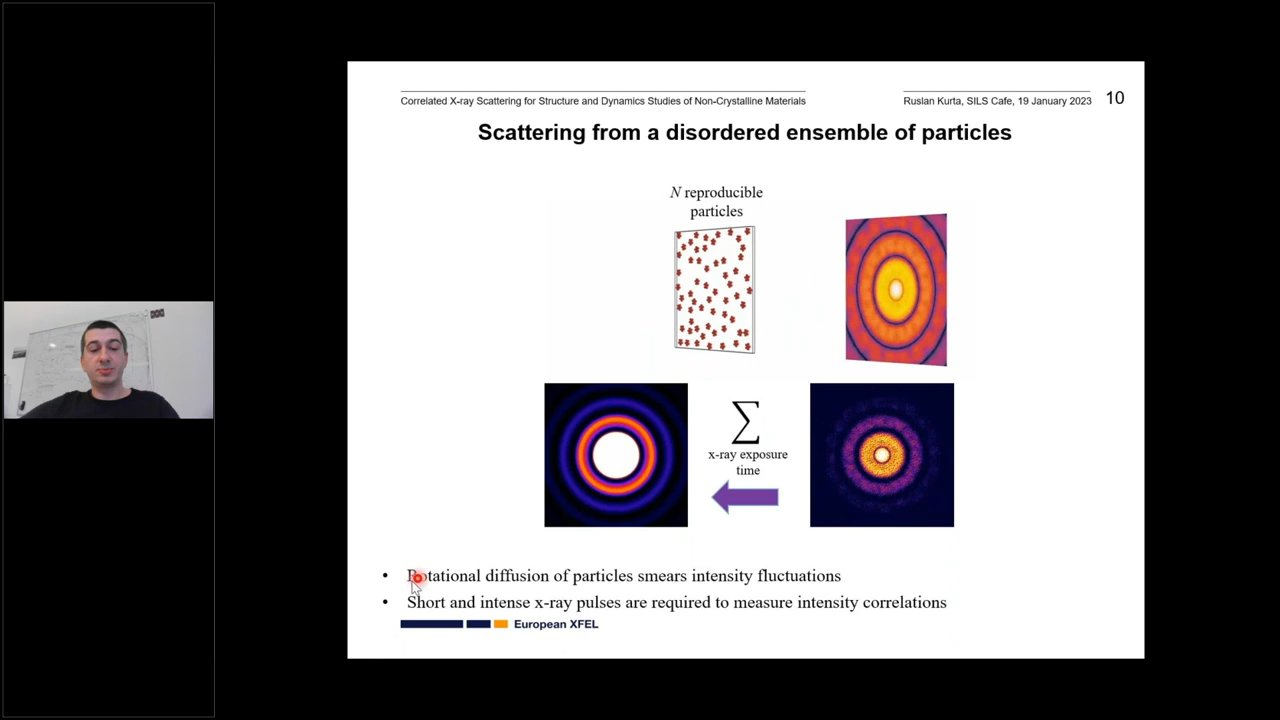 Correlated X-ray Scattering for Structure and Dynamics Studies of Non-Crystalline Materials
Ruslan Kurta, SILS Cafe, 19 January 2023
10
Scattering from a disordered ensemble of particles
N reproducible
particles
∑
x-ray exposure
time
• Rotational diffusion of particles smears intensity fluctuations
• Short and intense x-ray pulses are required to measure intensity correlations
European XFEL